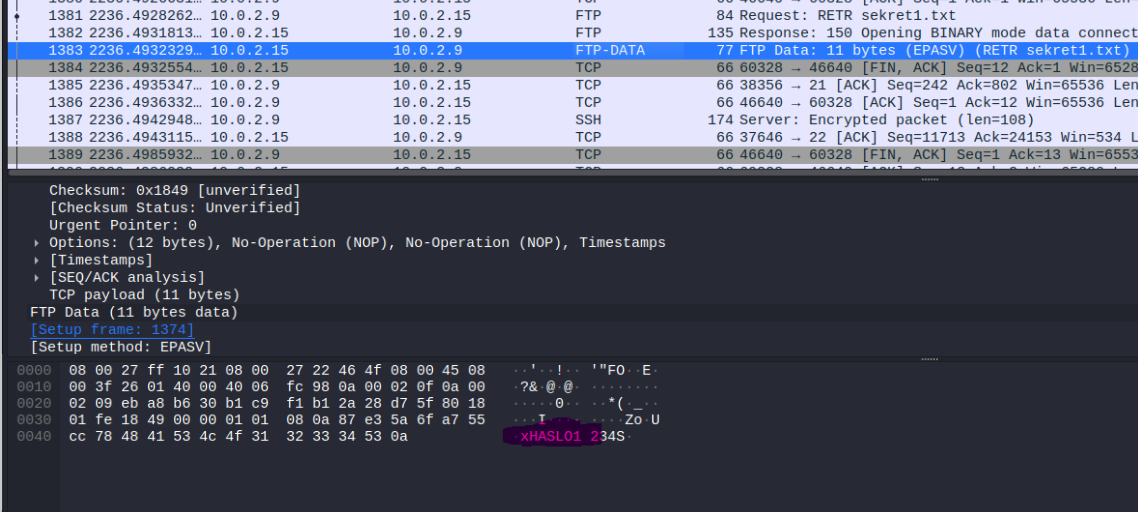 1381 2236.4928262… 10.0.2.9 10.0.2.15 FTP 84 Request: RETR sekret1.txt
1382 2236.4931813… 10.0.2.15 10.0.2.9 FTP 135 Response: 150 Opening BINARY mode data connect
1383 2236.4932329… 10.0.2.15 10.0.2.9 FTP-DATA 77 FTP Data: 11 bytes (EPASV) (RETR sekret1.txt)
1384 2236.4932554… 10.0.2.15 10.0.2.9 TCP 66 60328 → 46640 [FIN, ACK] Seq=12 Ack=1 Win=6528
1385 2236.4935347… 10.0.2.9 10.0.2.15 TCP 66 38356 → 21 [ACK] Seq=242 Ack=802 Win=65536 Len
1386 2236.4936332… 10.0.2.9 10.0.2.15 TCP 66 46640 → 60328 [ACK] Seq=1 Ack=12 Win=65536 Len
1387 2236.4942948… 10.0.2.9 10.0.2.15 SSH 174 Server: Encrypted packet (len=108)
1388 2236.4943115… 10.0.2.15 10.0.2.9 TCP 66 37646 → 22 [ACK] Seq=11713 Ack=24153 Win=534 L
1389 2236.4985932… 10.0.2.9 10.0.2.15 TCP 66 46640 → 60328 [FIN, ACK] Seq=1 Ack=13 Win=6553
Checksum: 0x1849 [unverified]
[Checksum Status: Unverified]
Urgent Pointer: 0
Options: (12 bytes), No-Operation (NOP), No-Operation (NOP), Timestamps
[Timestamps]
[SEQ/ACK analysis]
TCP payload (11 bytes)
FTP Data (11 bytes data)
[Setup frame: 1374]
[Setup method: EPASV]
0000 08 00 27 ff 10 21 08 00 27 22 46 4f 08 00 45 08 ··'··!·· '"FO··E·
0010 00 3f 26 01 40 00 40 06 fc 98 0a 00 02 0f 0a 00 ·?&·@·@· ········
0020 02 09 eb a8 b6 30 b1 c9 f1 b1 2a 28 d7 5f 80 18 ·····0·· ··*(·_··
0030 01 fe 18 49 00 00 01 01 08 0a 87 e3 5a 6f a7 55 ···I···· ····Zo·U
0040 cc 78 48 41 53 4c 4f 31 32 33 34 53 0a ·xHASLO1 234S·